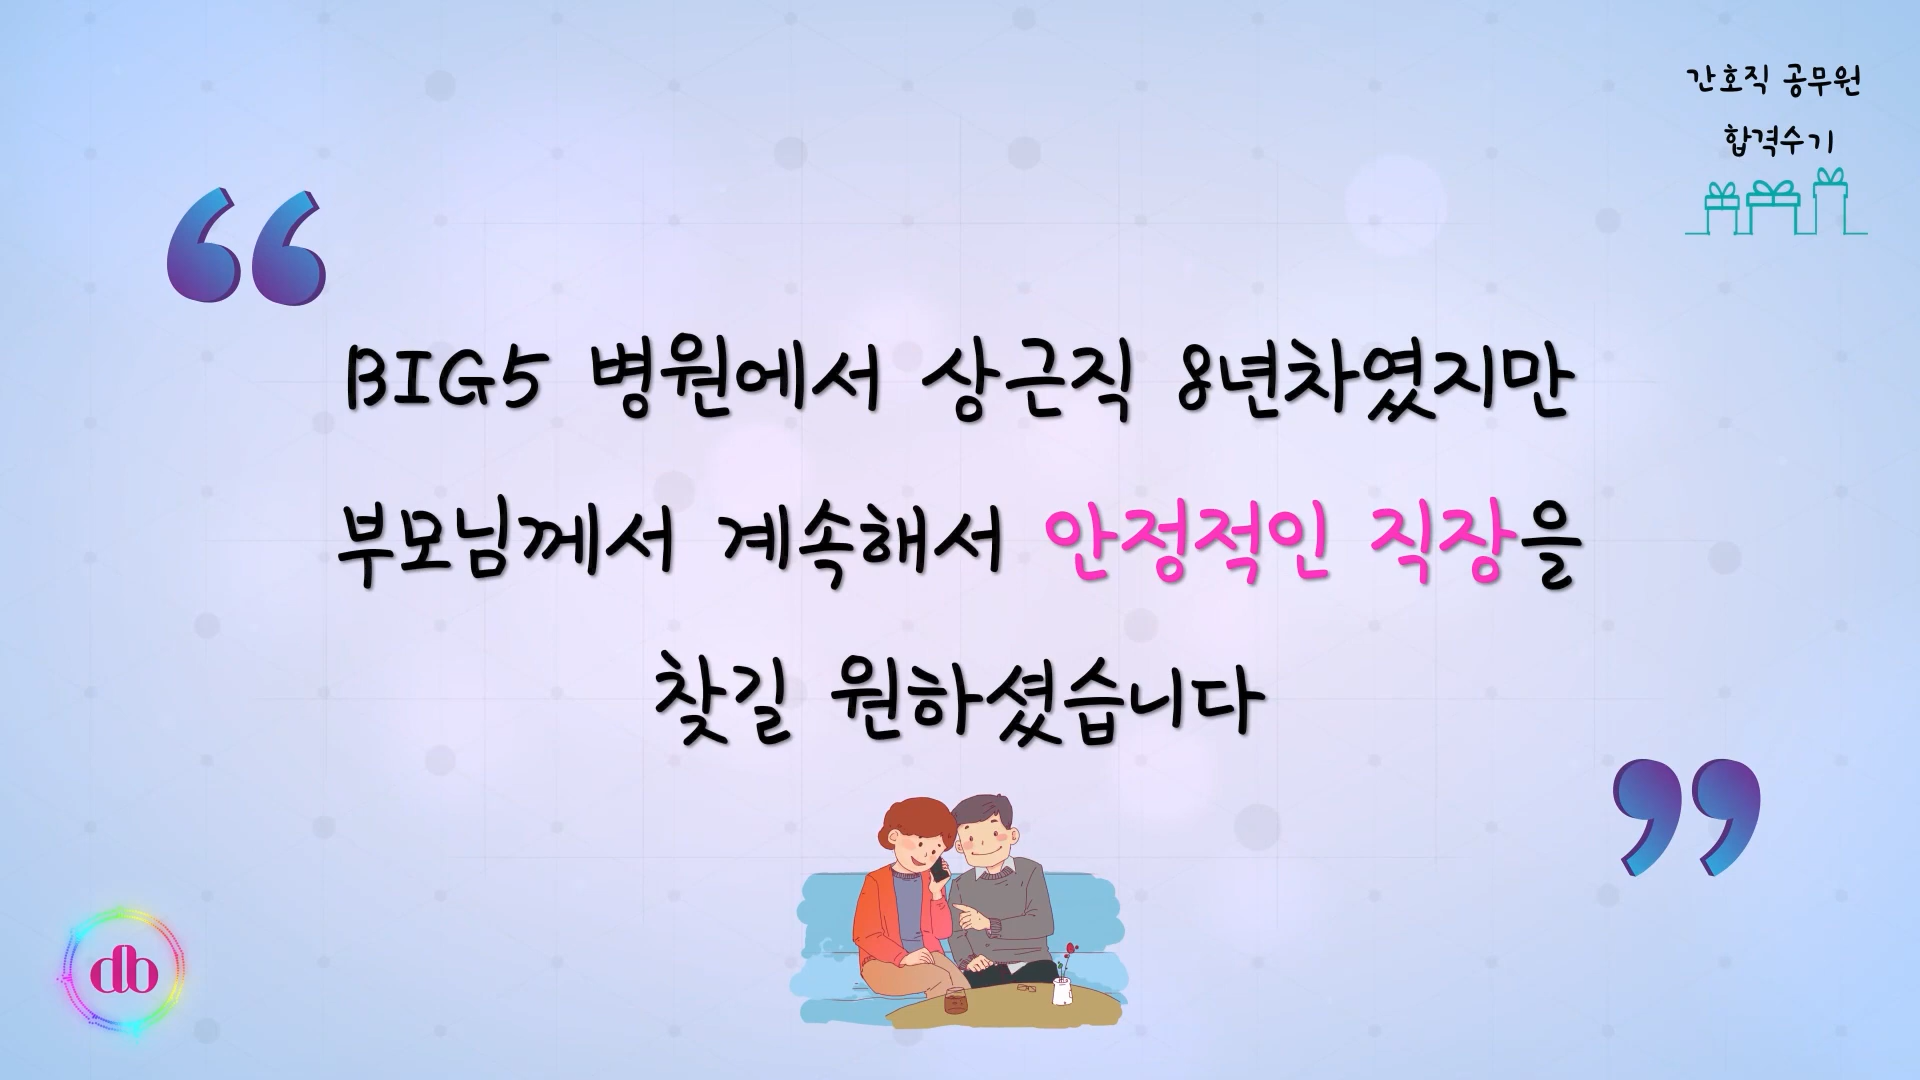 간호직 공무원
합격수기
BIG5 병원에서 상근직 8년차였지만
부모님께서 계속해서 안정적인 직장을
찾길 원하셨습니다
db